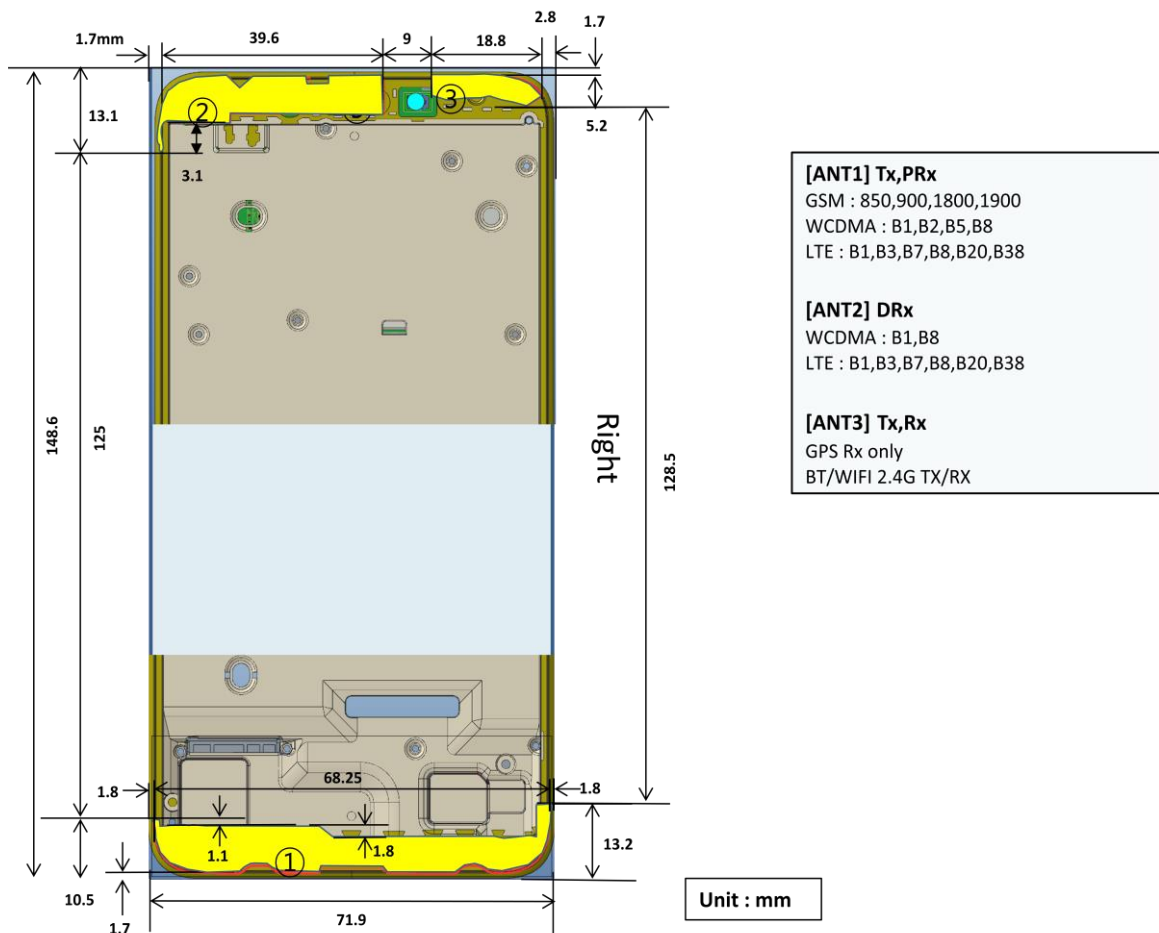 2.8
1.7
1.7mm
39.6
9
18.8
13.1
②
③
5.2
3.1
[ANT1] Tx,PRx
GSM : 850,900,1800,1900
WCDMA : B1,B2,B5,B8
LTE : B1,B3,B7,B8,B20,B38
[ANT2] DRx
WCDMA : B1,B8
LTE : B1,B3,B7,B8,B20,B38
[ANT3] Tx,Rx
GPS Rx only
BT/WIFI 2.4G TX/RX
148.6
125
Right
128.5
68.25
1.8
1.8
1.1
1.8
13.2
①
10.5
1.7
71.9
Unit : mm